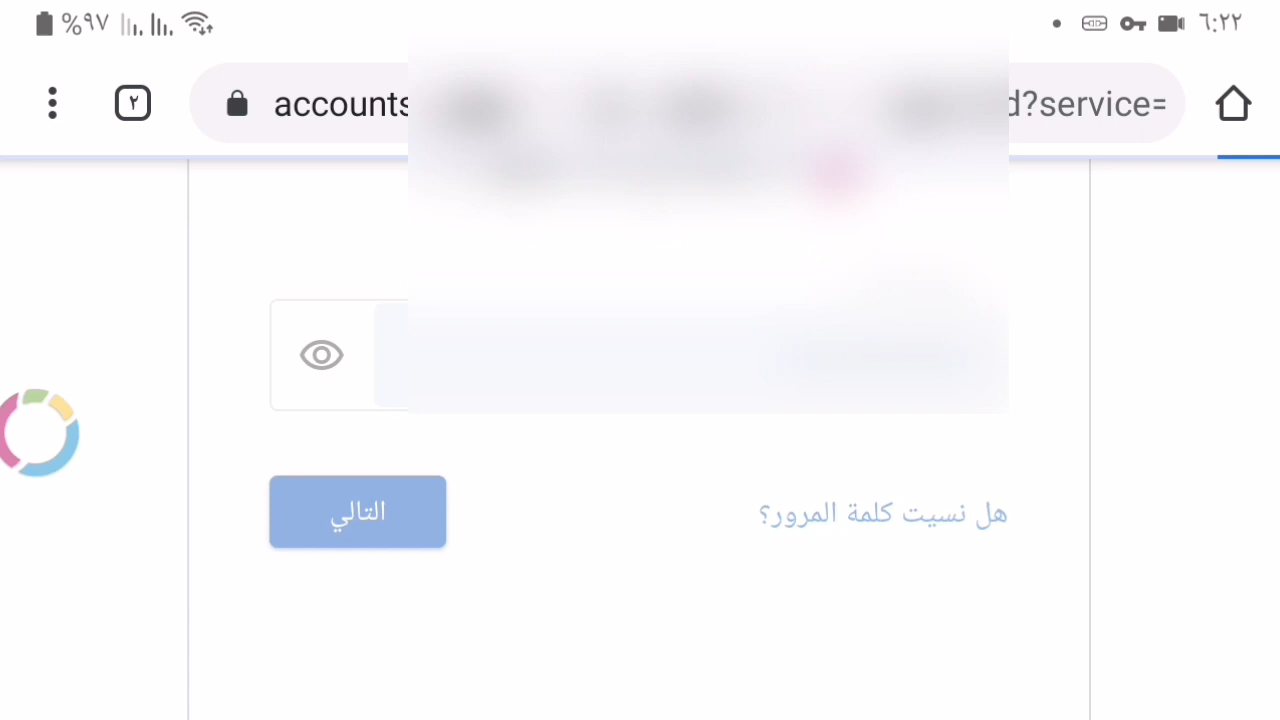 ٦:٢٢ %٩٧
accounts d?service=
٢
هل نسيت كلمة المرور؟
التالي